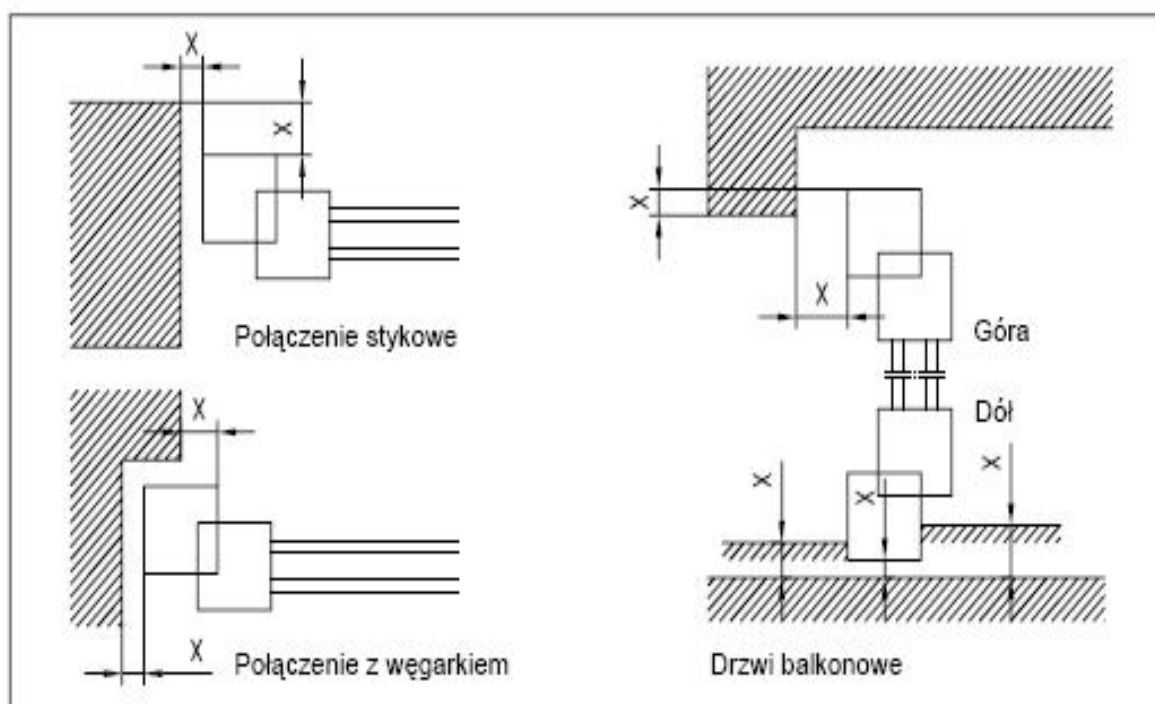 X
X
Połączenie stykowe
X
X
Połączenie z węgarkiem
X
X
Góra
Dół
X
X
X
Drzwi balkonowe